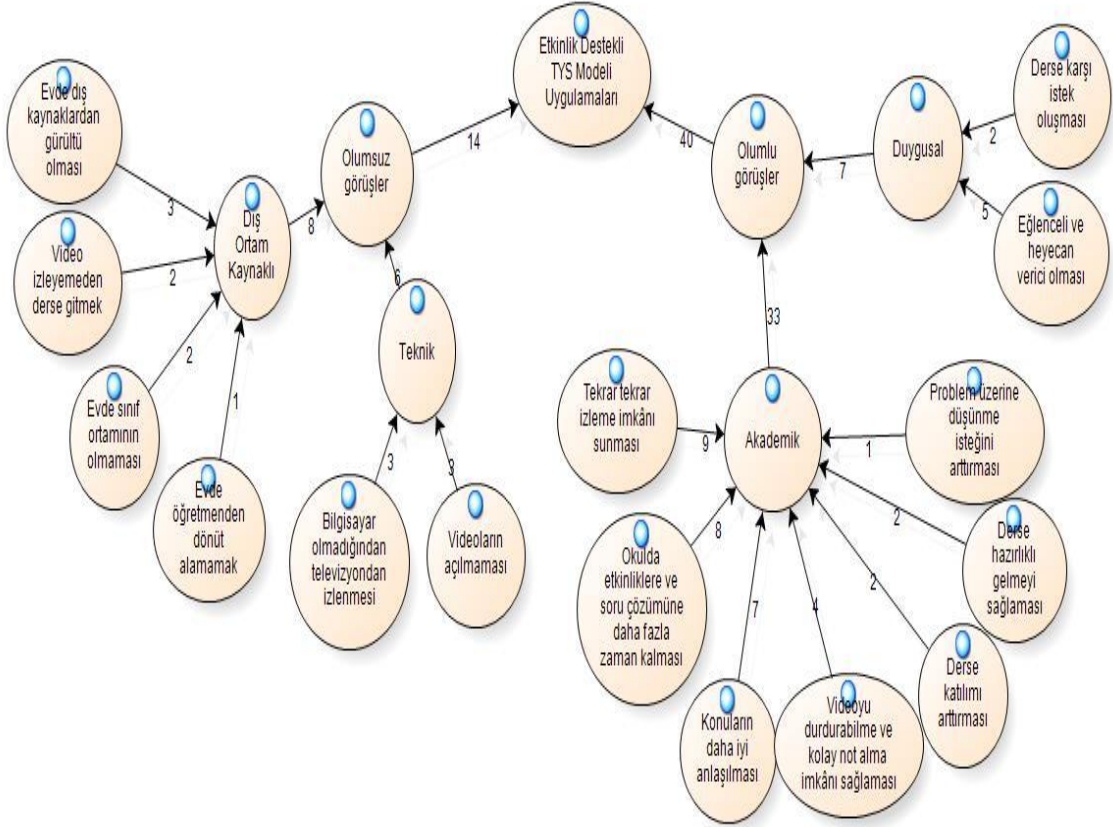 Etkinlik Destekli
TYS Modeli
Uygulamaları
Evde dış
kaynaklardan
gürültü
olması
Olumsuz
görüşler
14
40
Olumlu
görüşler
7
Duygusal
2
Derse karşı
istek
oluşması
5
Eğlenceli ve
heyecan
verici olması
3
Video
izleyemeden
derse gitmek
2
Dış
Ortam
Kaynaklı
8
6
Teknik
33
2
Evde sınıf
ortamının
olmaması
1
Evde
öğretmenden
dönüt
alamamak
3
Bilgisayar
olmadığından
televizyondan
izlenmesi
3
Videoların
açılmaması
Tekrar tekrar
izleme imkânı
sunması
9
Akademik
1
Problem üzerine
düşünme
isteğini
arttırması
8
Okulda
etkinliklere ve
soru çözümüne
daha fazla
zaman kalması
2
Derse
hazırlıklı
gelmeyi
sağlaması
7
Konuların
daha iyi
anlaşılması
4
Videoyu
durdurabilme ve
kolay not alma
imkânı sağlaması
2
Derse
katılımı
arttırması